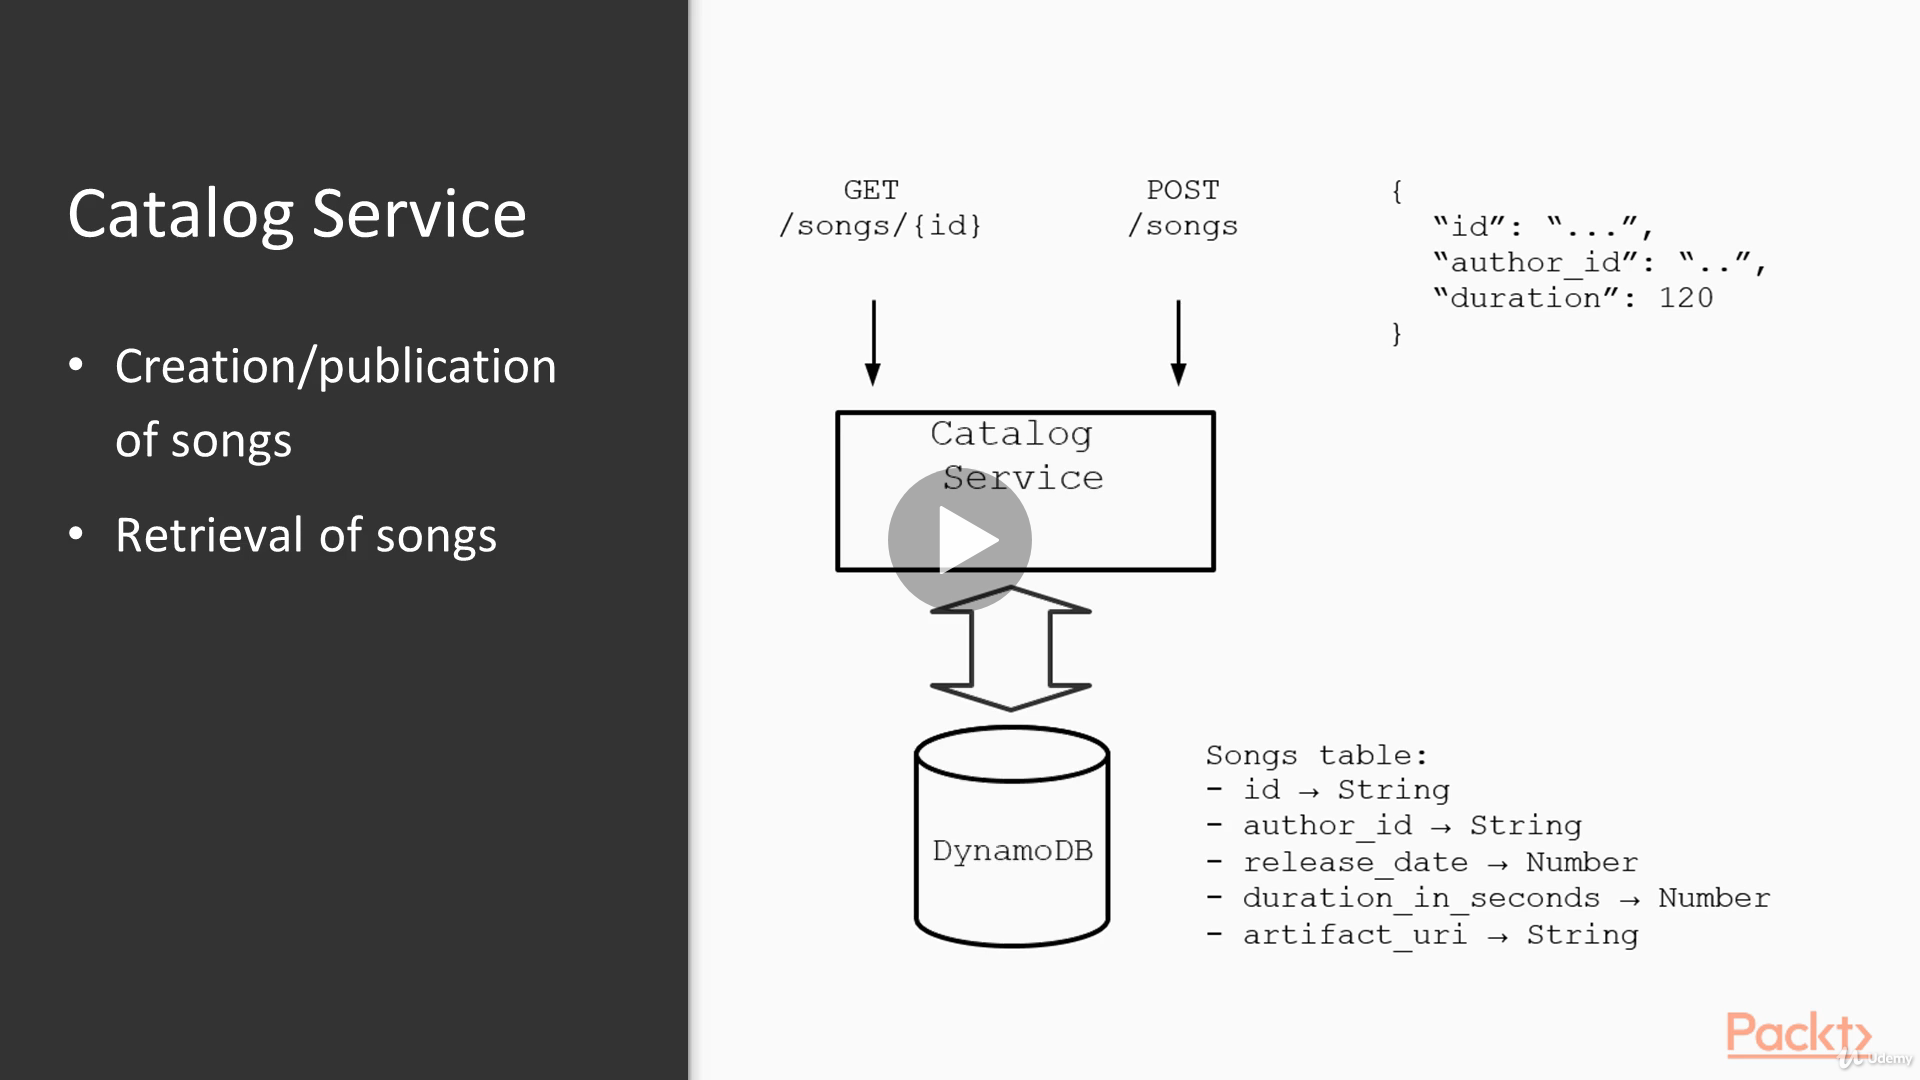 Catalog Service
• Creation/publication
of songs
• Retrieval of songs
GET
/songs/{id}
POST
/songs
{
“id”: “...”,
“author_id”: “..”,
“duration”: 120
}
Catalog
Service
DynamoDB
Songs table:
- id → String
- author_id → String
- release_date → Number
- duration_in_seconds → Number
- artifact_uri → String
Packt
Udemy